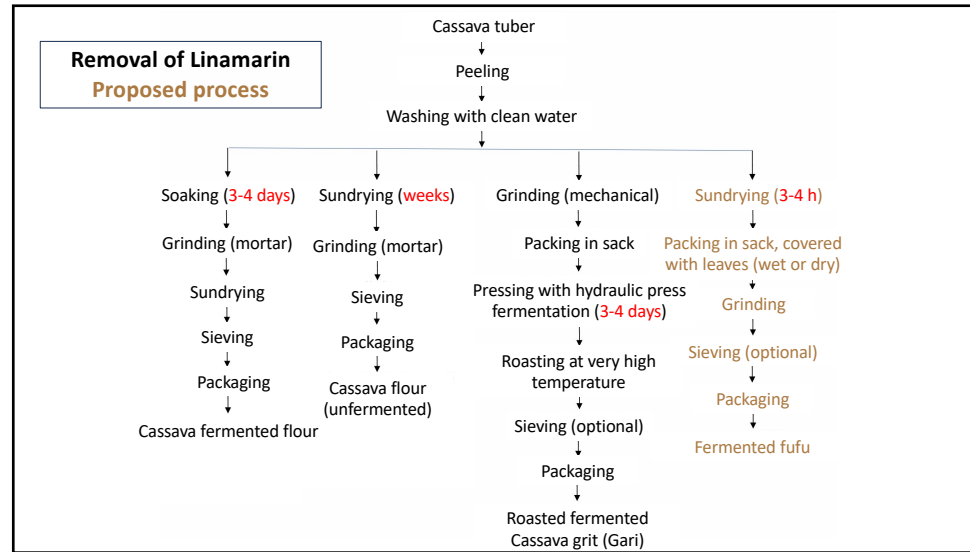 Removal of Linamarin
Proposed process
Cassava tuber
Peeling
Washing with clean water
Soaking (3-4 days)
Grinding (mortar)
Sundrying
Sieving
Packaging
Cassava fermented flour
Sundrying (weeks)
Grinding (mortar)
Sieving
Packaging
Cassava flour
(unfermented)
Grinding (mechanical)
Packing in sack
Pressing with hydraulic press
fermentation (3-4 days)
Roasting at very high
temperature
Sieving (optional)
Packaging
Roasted fermented
Cassava grit (Gari)
Sundrying (3-4 h)
Packing in sack, covered
with leaves (wet or dry)
Grinding
Sieving (optional)
Packaging
Fermented fufu